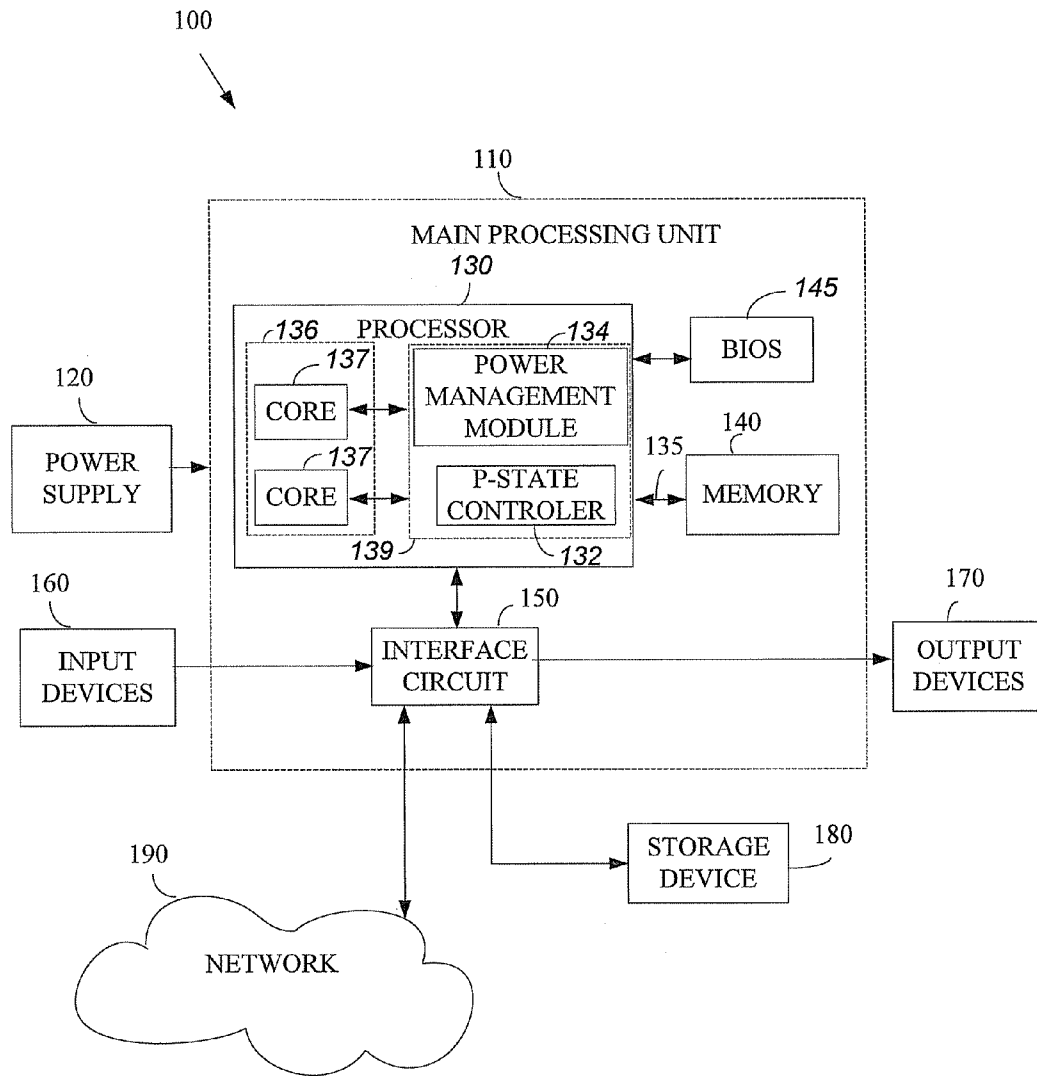 100
110
MAIN PROCESSING UNIT
130
145
136
PROCESSOR
134
BIOS
137
POWER
MANAGEMENT
MODULE
CORE
120
140
137
135
POWER
SUPPLY
P-STATE
CONTROLER
MEMORY
CORE
139
132
160
150
170
INPUT
DEVICES
INTERFACE
CIRCUIT
OUTPUT
DEVICES
190
STORAGE
DEVICE
180
NETWORK